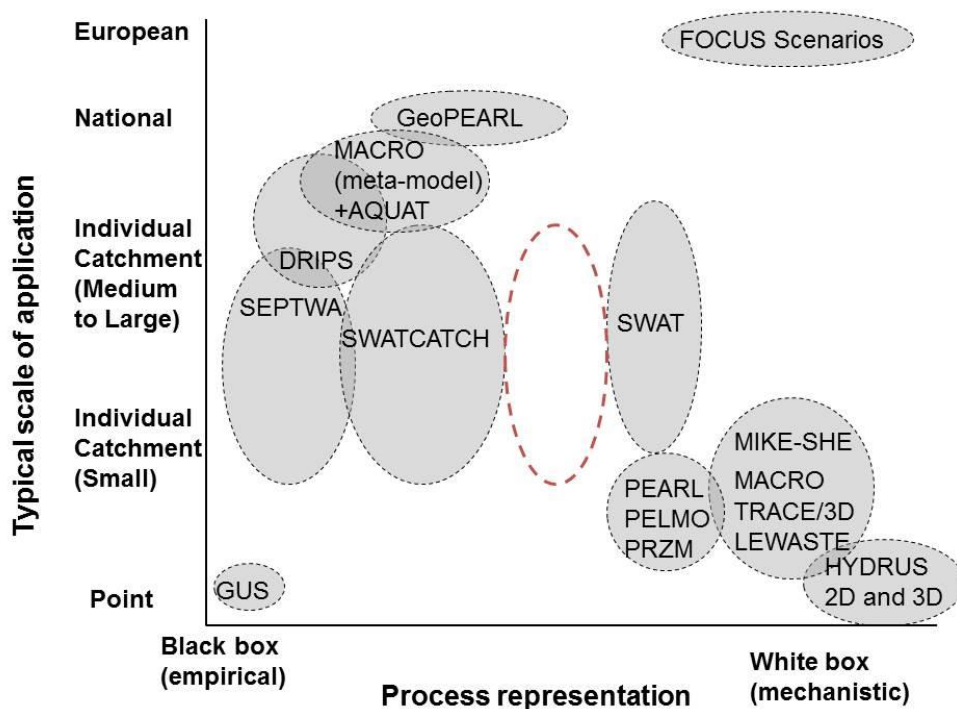 European
FOCUS Scenarios
National
GeoPEARL
MACRO
(meta-model)
+AQUAT
Individual
Catchment
(Medium
to Large)
DRIPS
SEPTWA
SWATCATCH
SWAT
Individual
Catchment
(Small)
MIKE-SHE
MACRO
TRACE/3D
LEWASTE
PEARL
PELMO
PRZM
HYDRUS
2D and 3D
GUS
Point
Typical scale of application
Black box
(empirical)
Process representation
White box
(mechanistic)